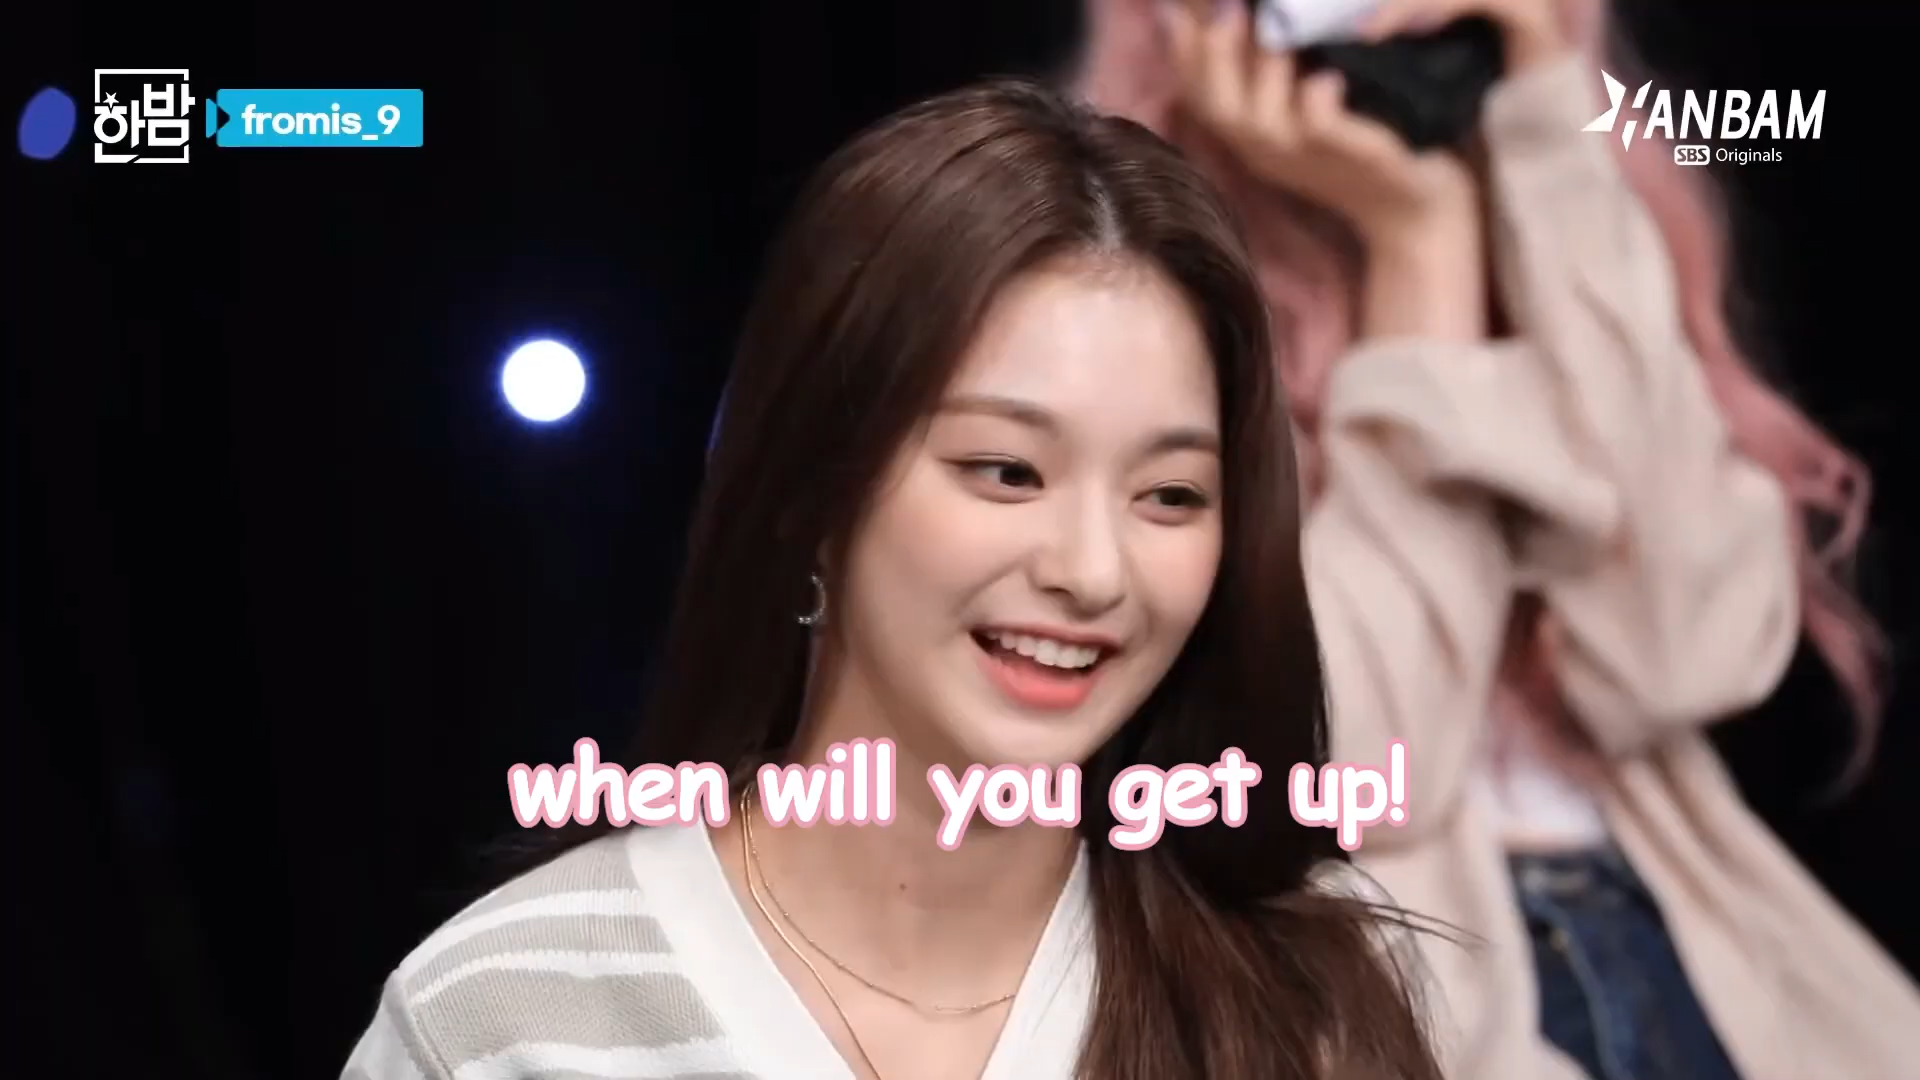 하밤
fromis_9
HANBAM
SBS Originals
when will you get up!